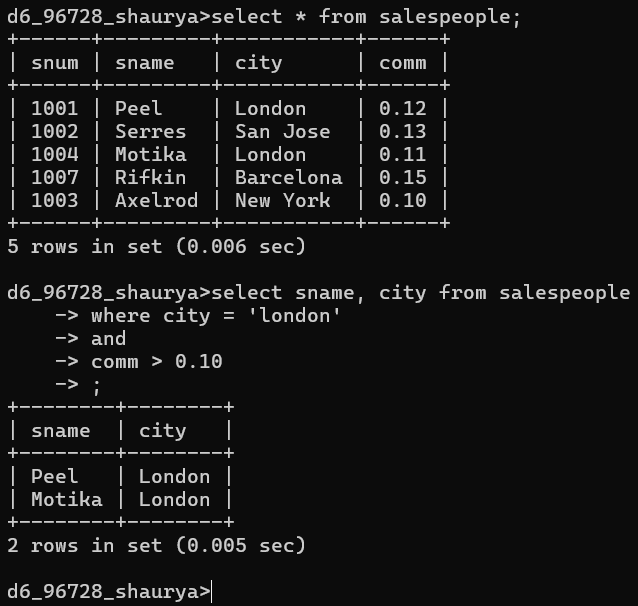 d6_96728_shaurya>select * from salespeople;
+------+---------+-----------+------+
| snum | sname   | city      | comm |
+------+---------+-----------+------+
| 1001 | Peel    | London    | 0.12 |
| 1002 | Serres  | San Jose  | 0.13 |
| 1004 | Motika  | London    | 0.11 |
| 1007 | Rifkin  | Barcelona | 0.15 |
| 1003 | Axelrod | New York  | 0.10 |
+------+---------+-----------+------+
5 rows in set (0.006 sec)

d6_96728_shaurya>select sname, city from salespeople
    -> where city = 'london'
    -> and
    -> comm > 0.10
    -> ;
+--------+--------+
| sname  | city   |
+--------+--------+
| Peel   | London |
| Motika | London |
+--------+--------+
2 rows in set (0.005 sec)

d6_96728_shaurya>